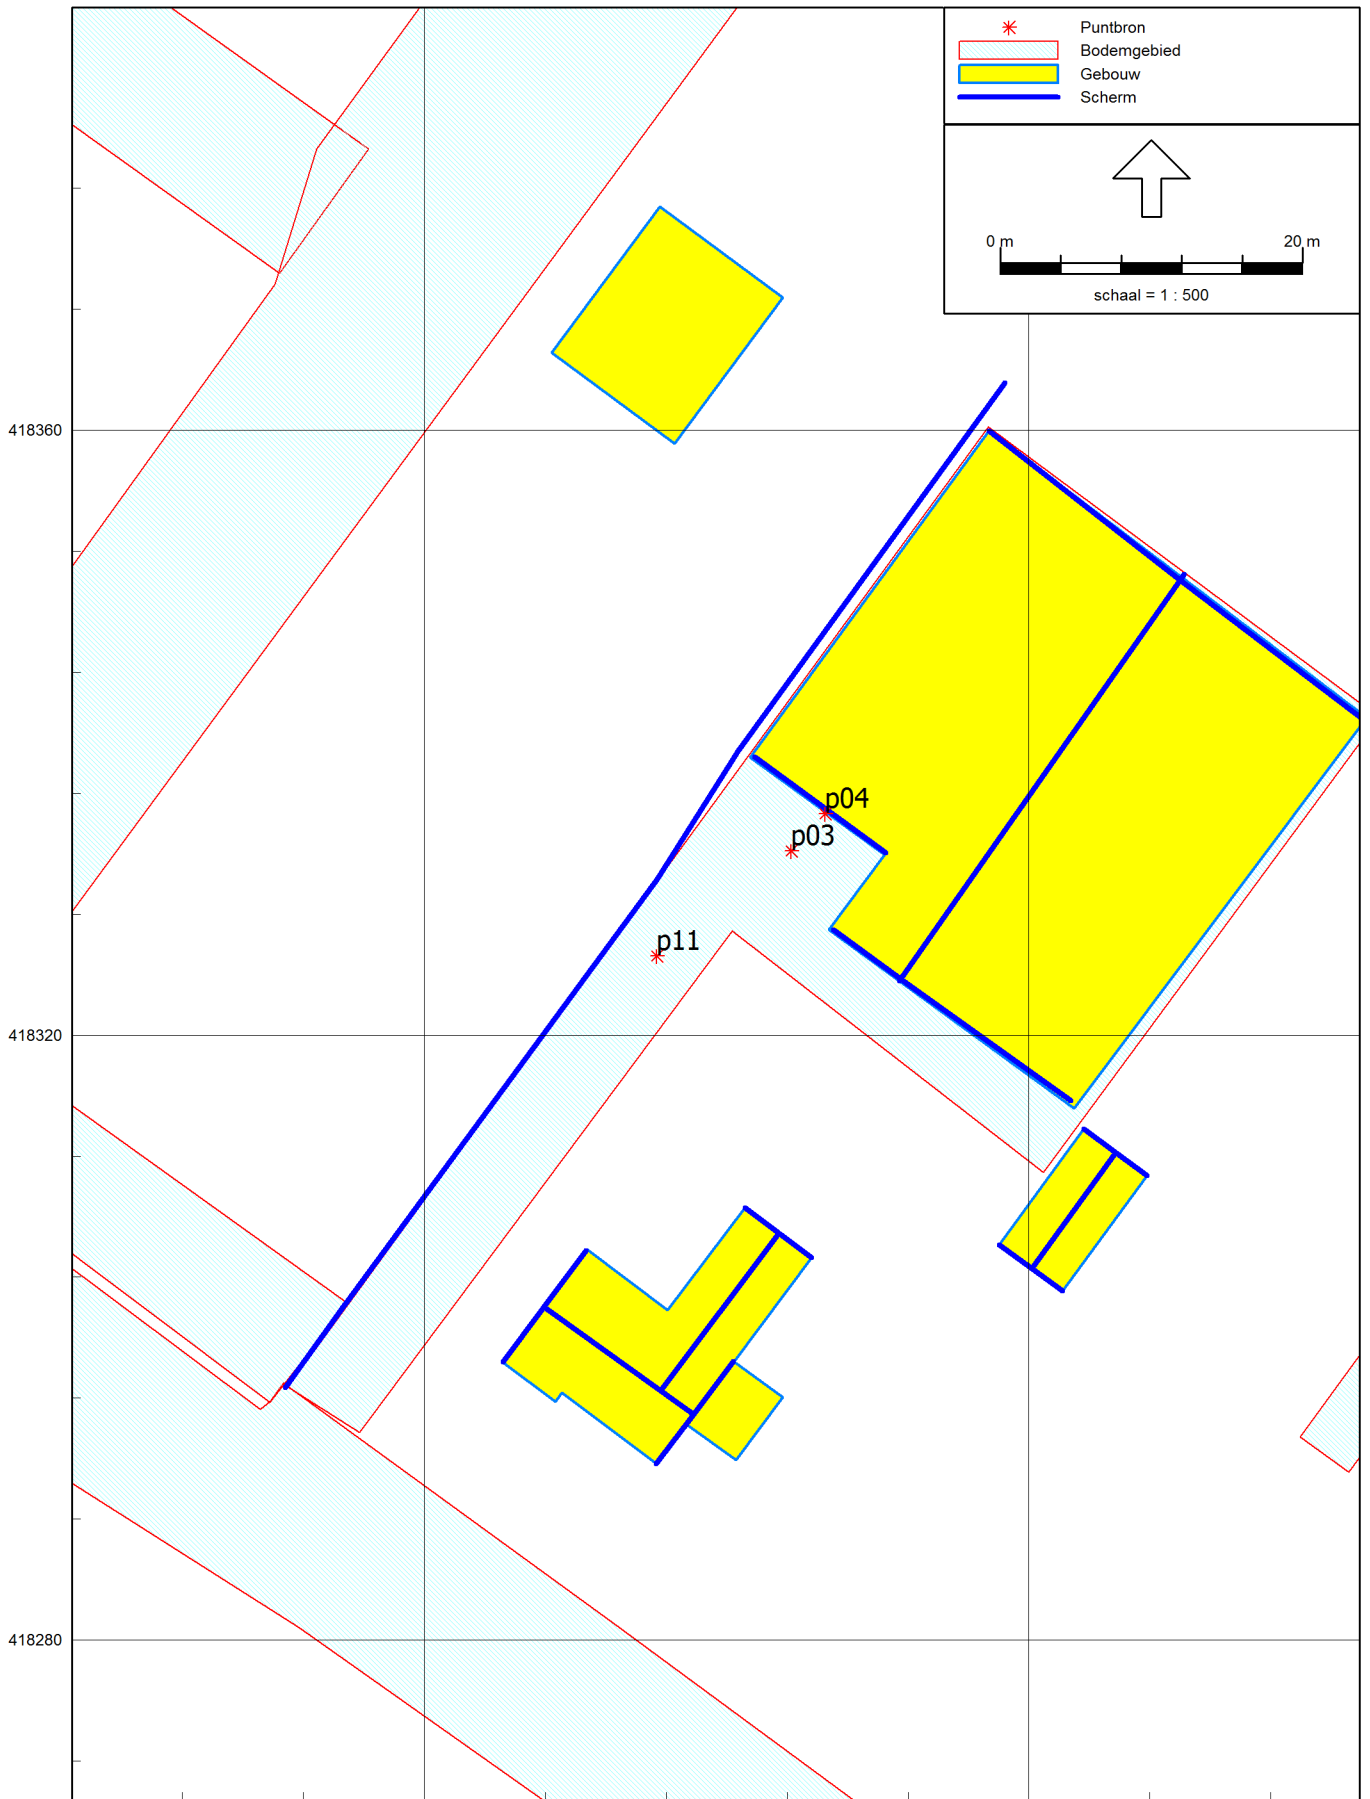 Puntbron
Bodemgebied
Gebouw
Scherm
0 m 20 m
schaal = 1 : 500
418360
p04
p03
p11
418320
418280